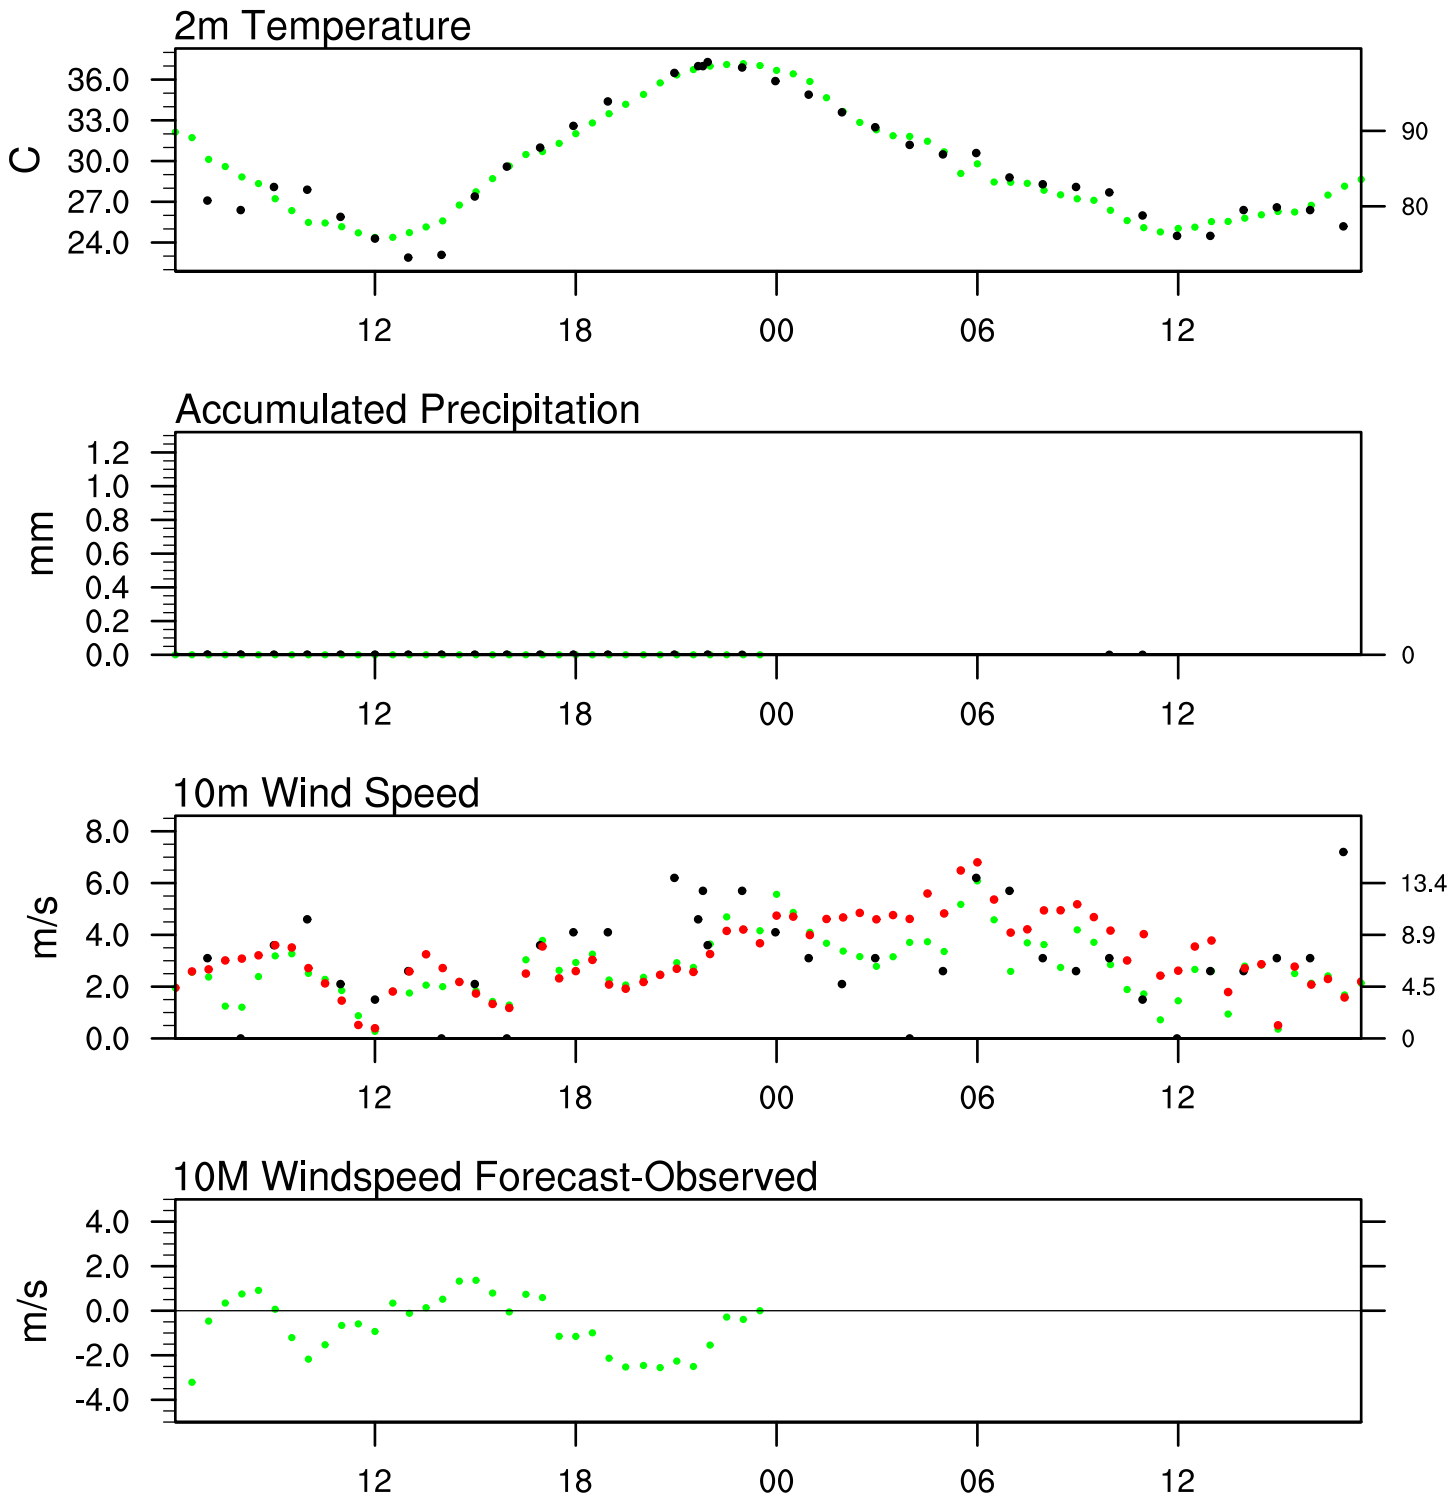 2m Temperature
36.0
33.0
30.0
27.0
24.0
C
90
80
12 18 00 06 12
Accumulated Precipitation
1.2
1.0
0.8
0.6
0.4
0.2
0.0
mm
0
12 18 00 06 12
10m Wind Speed
8.0
6.0
4.0
2.0
0.0
m/s
13.4
8.9
4.5
0
12 18 00 06 12
10M Windspeed Forecast-Observed
4.0
2.0
0.0
-2.0
-4.0
m/s
12 18 00 06 12